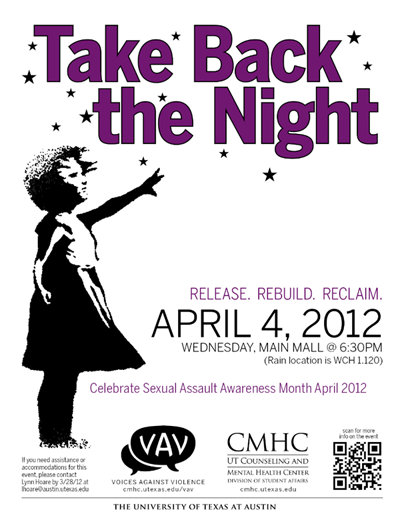 Take Back
the Night
RELEASE. REBUILD. RECLAIM.
APRIL 4, 2012
WEDNESDAY, MAIN MALL @ 6:30PM
(Rain location is WCH 1.120)
Celebrate Sexual Assault Awareness Month April 2012
If you need assistance or
accommodations for this
event, please contact
Lynn Hoare by 3/28/12 at
lhoare@austin.utexas.edu
VAV
VOICES AGAINST VIOLENCE
cmhc.utexas.edu/vav
CMHC
UT COUNSELING AND
MENTAL HEALTH CENTER
DIVISION OF STUDENT AFFAIRS
cmhc.utexas.edu
scan for more
info on the event
THE UNIVERSITY OF TEXAS AT AUSTIN